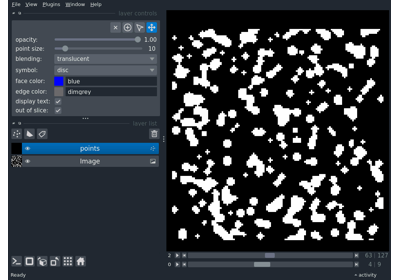 File View Plugins Window Help
layer controls
opacity: 1.00
point size: 10
blending: translucent
symbol: disc
face color: blue
edge color: dimgrey
display text:
out of slice:
layer list
points
Image
2 63 127
0 4 9
Ready activity